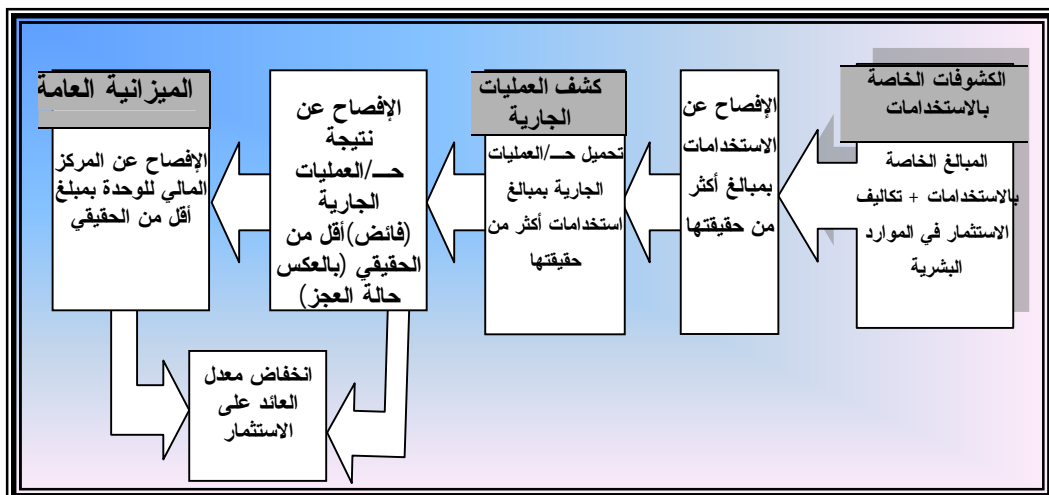 الكشوفات الخاصة
بالاستخدامات
المبالغ الخاصة
بالاستخدامات + تكاليف
الاستثمار في الموارد
البشرية
الإفصاح عن
الاستخدامات
بمبالغ أكثر
من حقيقتها
كشف العمليات
الجارية
تحميل حــ/العمليات
الجارية بمبالغ
استخدامات أكثر من
حقيقتها
الإفصاح عن
نتيجة
حــ/العمليات
الجارية
(فائض)أقل من
الحقيقي (بالعكس
حالة العجز)
الميزانية العامة
الإفصاح عن المركز
المالي للوحدة بمبلغ
أقل من الحقيقي
انخفاض معدل
العائد على
الاستثمار